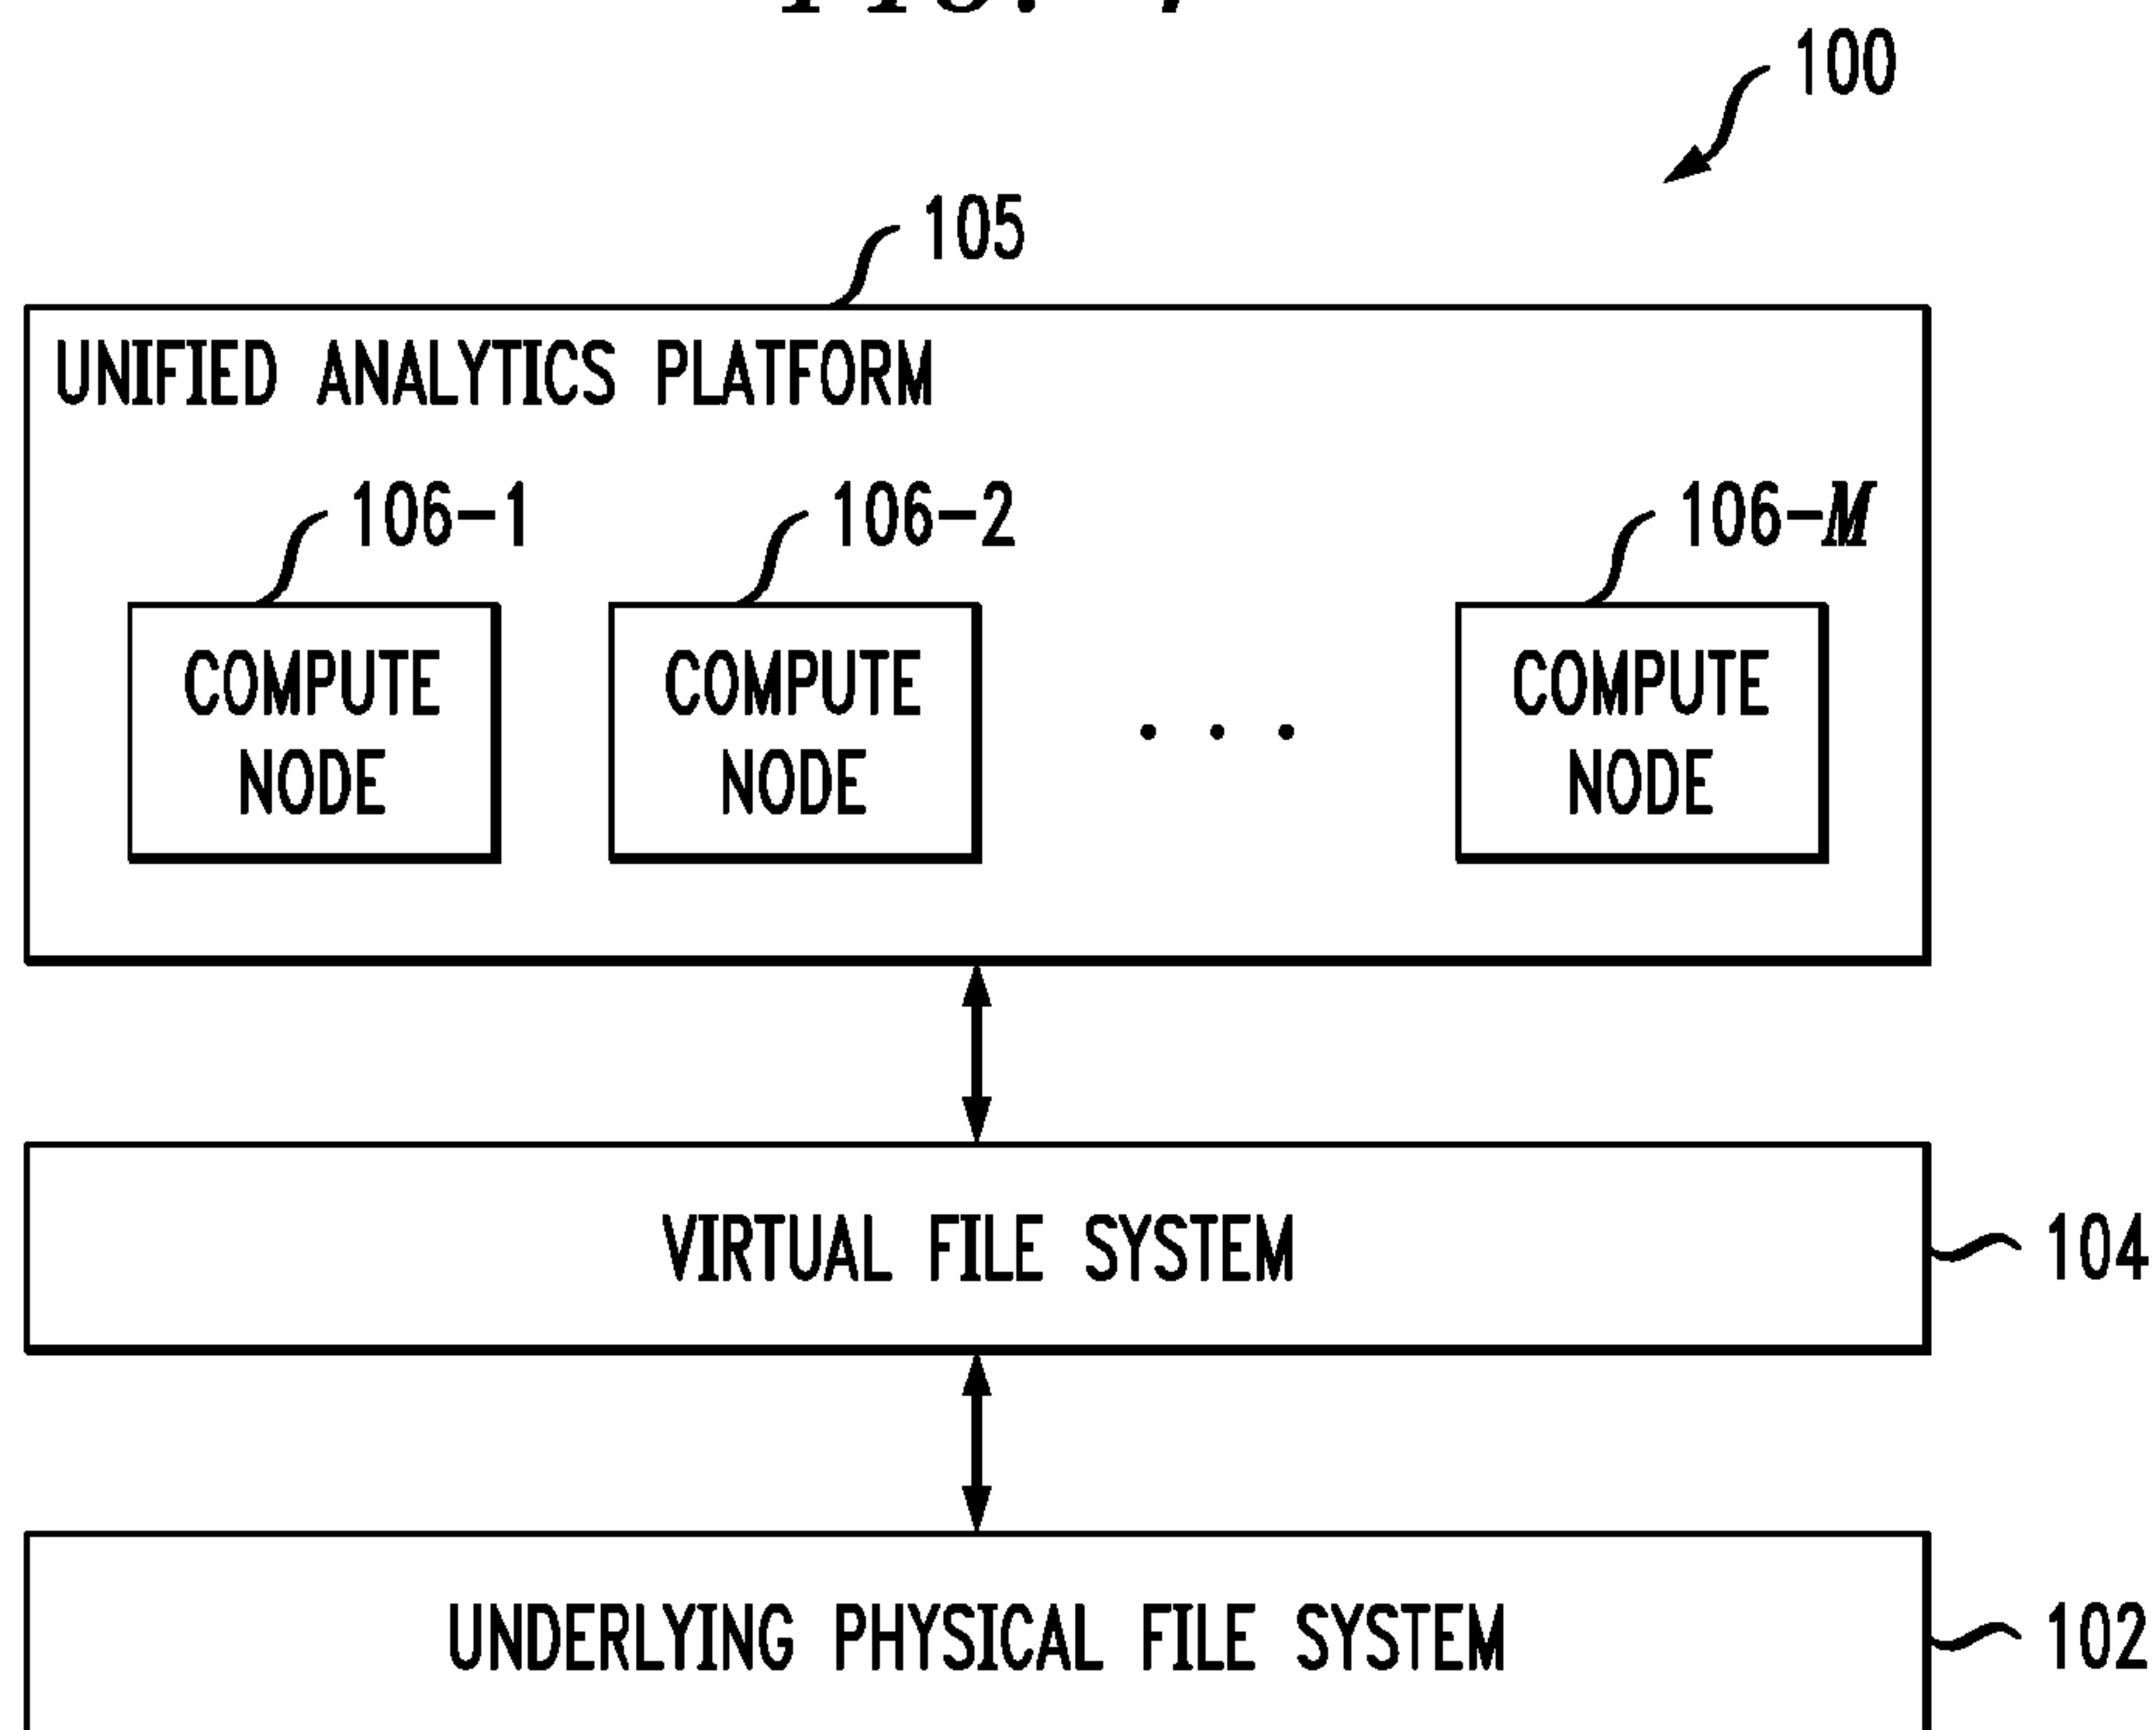 100
105
UNIFIED ANALYTICS PLATFORM
106-1
106-2
106-M
COMPUTE
NODE
COMPUTE
NODE
. . .
COMPUTE
NODE
VIRTUAL FILE SYSTEM
104
UNDERLYING PHYSICAL FILE SYSTEM
102